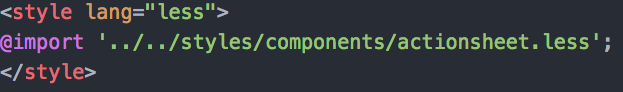 <style lang="less">
@import '../../styles/components/actionsheet.less';
</style>